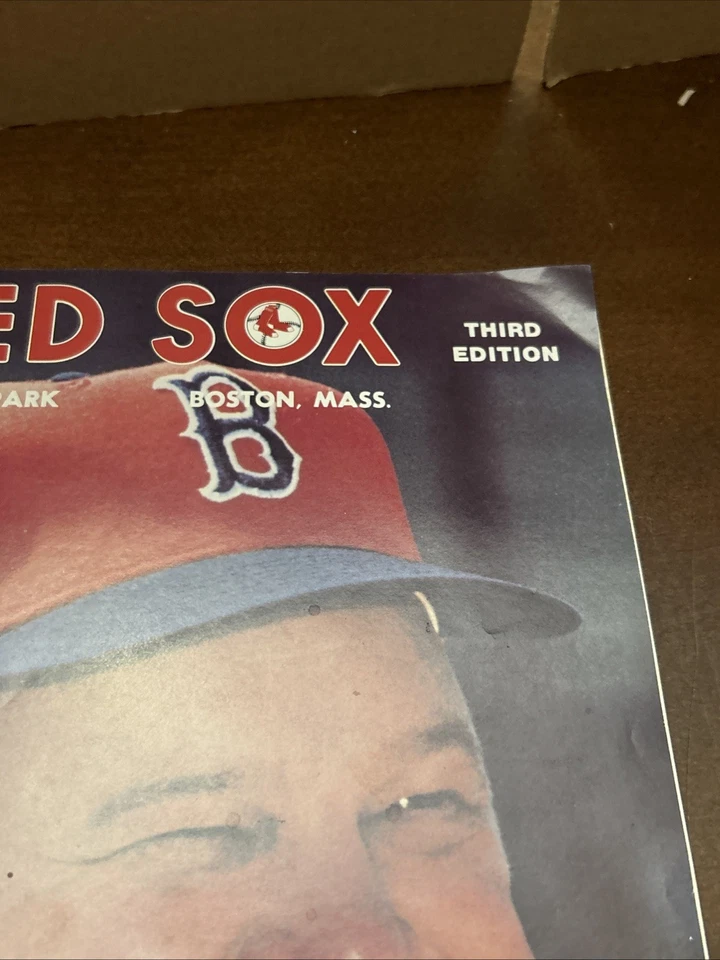 ED SOX
THIRD
EDITION
ARK BOSTON, MASS.
B